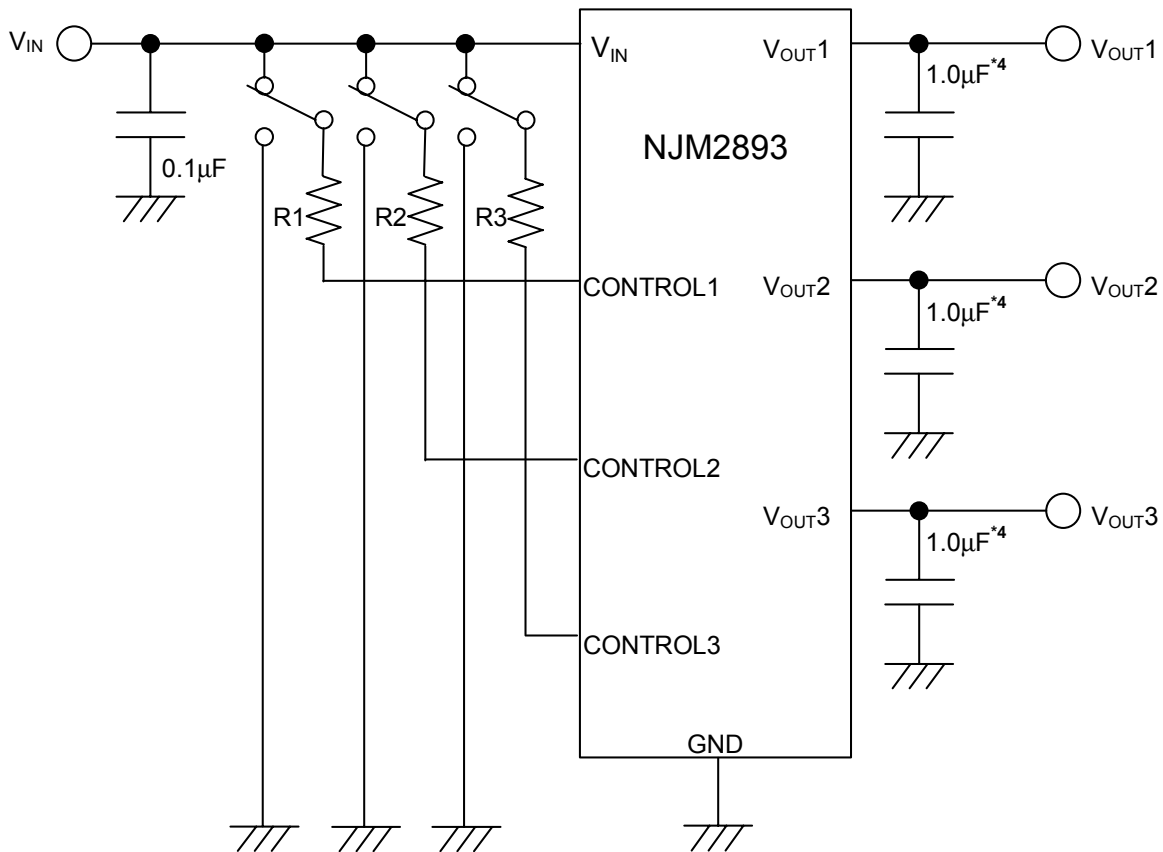 VIN
VIN
VOUT1
VOUT1
1.0μF*4
NJM2893
0.1μF
R1
R2
R3
CONTROL1
VOUT2
VOUT2
1.0μF*4
CONTROL2
VOUT3
VOUT3
1.0μF*4
CONTROL3
GND